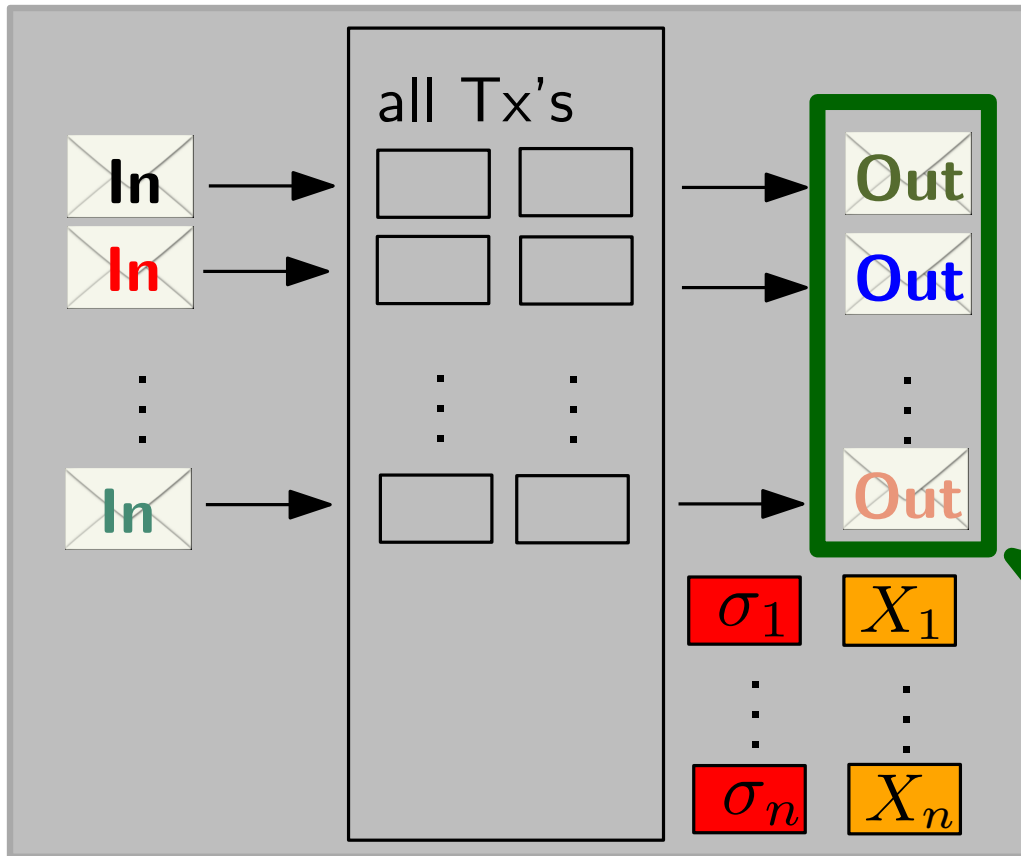 all Tx's
In Out
In Out
In Out
σ₁ X₁
σₙ Xₙ